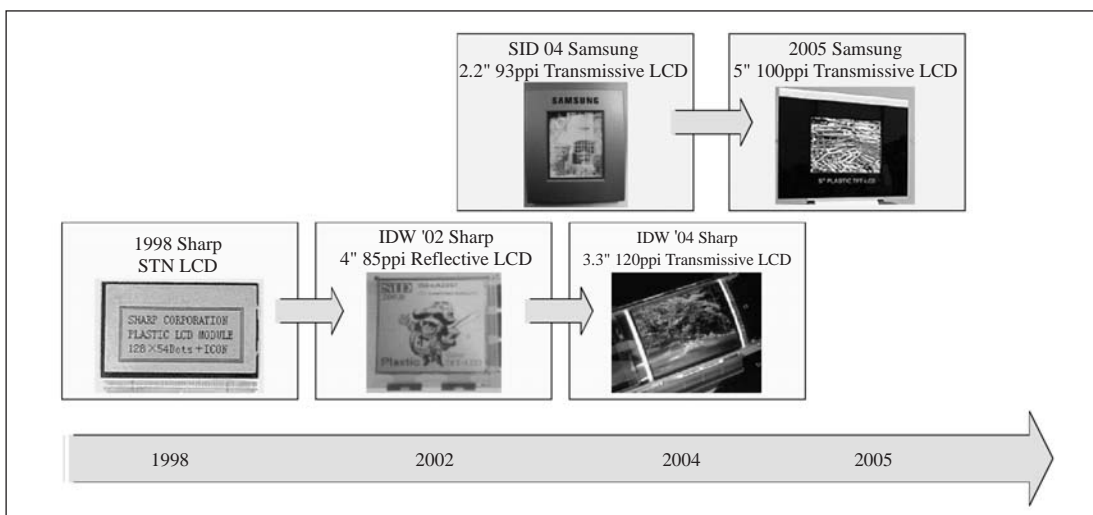 SID 04 Samsung
2.2" 93ppi Transmissive LCD
SAMSUNG
2005 Samsung
5" 100ppi Transmissive LCD
5" PLASTIC TFT-LCD
1998 Sharp
STN LCD
SHARP CORPORATION
PLASTIC LCD MODULE
128×54Dots+ICON
IDW '02 Sharp
4" 85ppi Reflective LCD
Plastic
IDW '04 Sharp
3.3" 120ppi Transmissive LCD
1998
2002
2004
2005